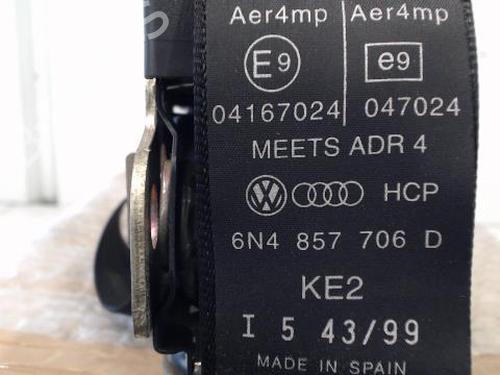 Aer4mp Aer4mp
E9 e9
04167024 047024
MEETS ADR 4
HCP
6N4 857 706 D
KE2
I 5 43/99
MADE IN SPAIN